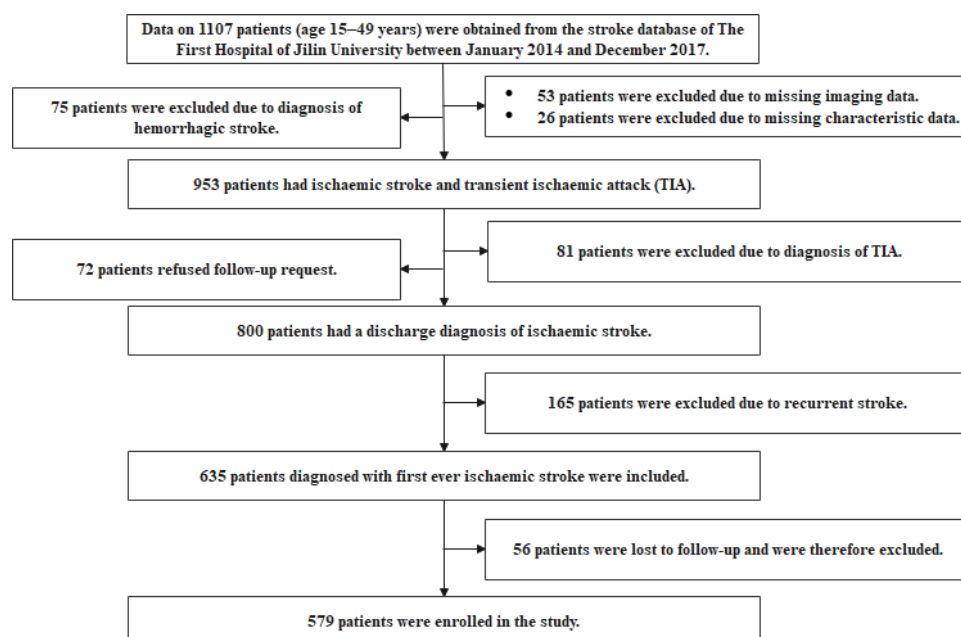 Data on 1107 patients (age 15–49 years) were obtained from the stroke database of The
First Hospital of Jilin University between January 2014 and December 2017.
75 patients were excluded due to diagnosis of
hemorrhagic stroke.
• 53 patients were excluded due to missing imaging data.
• 26 patients were excluded due to missing characteristic data.
953 patients had ischaemic stroke and transient ischaemic attack (TIA).
81 patients were excluded due to diagnosis of TIA.
72 patients refused follow-up request.
800 patients had a discharge diagnosis of ischaemic stroke.
165 patients were excluded due to recurrent stroke.
635 patients diagnosed with first ever ischaemic stroke were included.
56 patients were lost to follow-up and were therefore excluded.
579 patients were enrolled in the study.